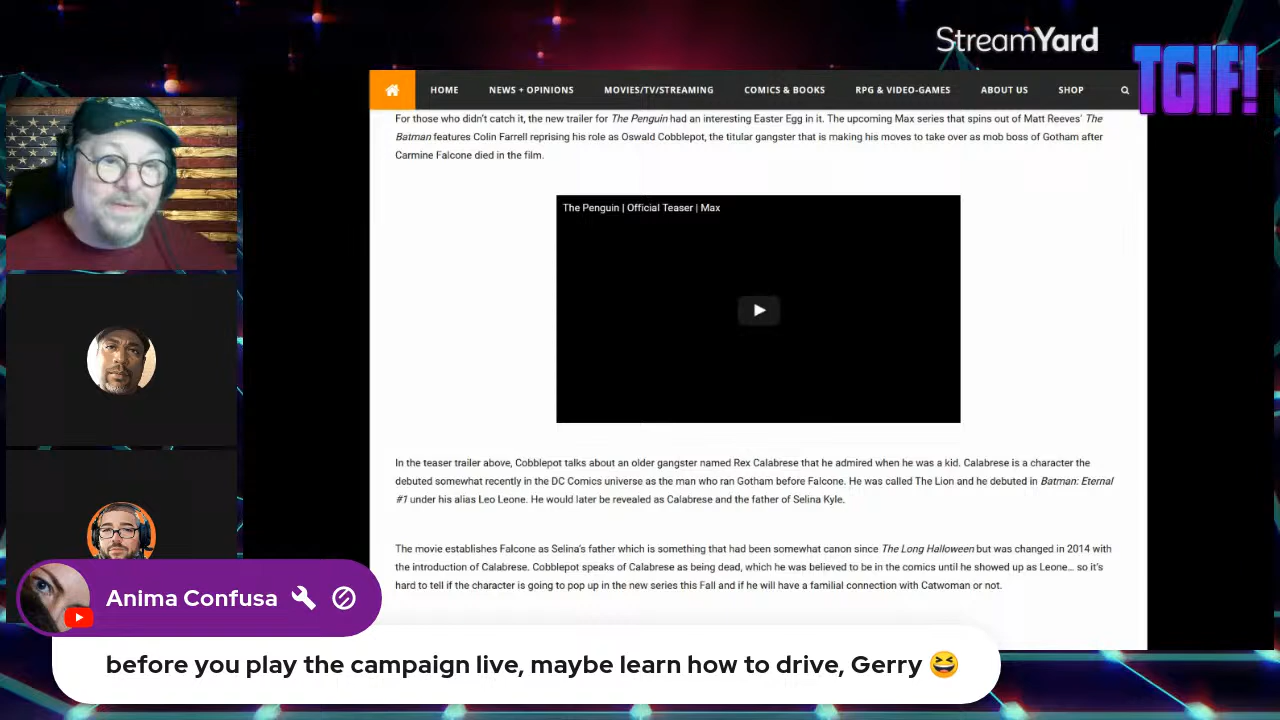 StreamYard
TGIF!
HOME NEWS + OPINIONS MOVIES/TV/STREAMING COMICS & BOOKS RPG & VIDEO-GAMES ABOUT US SHOP
For those who didn't catch it, the new trailer for The Penguin had an interesting Easter Egg in it. The upcoming Max series that spins out of Matt Reeves' The
Batman features Colin Farrell reprising his role as Oswald Cobblepot, the titular gangster that is making his moves to take over as mob boss of Gotham after
Carmine Falcone died in the film.
The Penguin | Official Teaser | Max
In the teaser trailer above, Cobblepot talks about an older gangster named Rex Calabrese that he admired when he was a kid. Calabrese is a character the
debuted somewhat recently in the DC Comics universe as the man who ran Gotham before Falcone. He was called The Lion and he debuted in Batman: Eternal
#1 under his alias Leo Leone. He would later be revealed as Calabrese and the father of Selina Kyle.
The movie establishes Falcone as Selina's father which is something that had been somewhat canon since The Long Halloween but was changed in 2014 with
the introduction of Calabrese. Cobblepot speaks of Calabrese as being dead, which he was believed to be in the comics until he showed up as Leone... so it's
hard to tell if the character is going to pop up in the new series this Fall and if he will have a familial connection with Catwoman or not.
Anima Confusa
before you play the campaign live, maybe learn how to drive, Gerry 😆